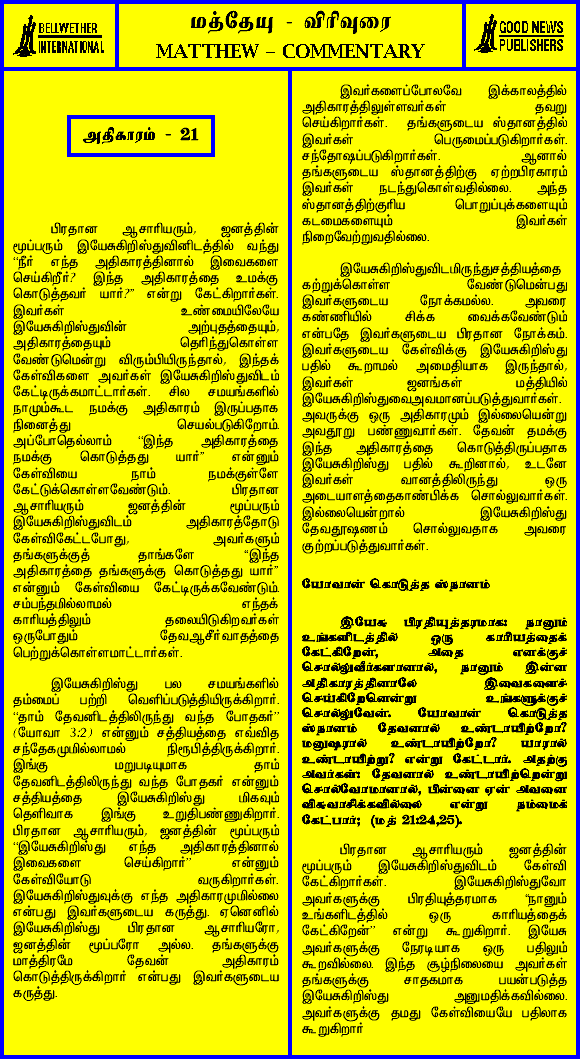 BELLWETHER
INTERNATIONAL
மத்தேயு - விரிவுரை
MATTHEW – COMMENTARY
GOOD NEWS
PUBLISHERS
அதிகாரம் - 21
பிரதான ஆசாரியரும், ஜனத்தின்
மூப்பரும் இயேசுகிறிஸ்துவினிடத்தில் வந்து
“நீர் எந்த அதிகாரத்தினால் இவைகளை
செய்கிறீர்? இந்த அதிகாரத்தை உமக்கு
கொடுத்தவர் யார்?” என்று கேட்கிறார்கள்.
இவர்கள் உண்மையிலேயே
இயேசுகிறிஸ்துவின் அற்புதத்தையும்,
அதிகாரத்தையும் தெரிந்துகொள்ள
வேண்டுமென்று விரும்பியிருந்தால், இந்தக்
கேள்விகளை அவர்கள் இயேசுகிறிஸ்துவிடம்
கேட்டிருக்கமாட்டார்கள். சில சமயங்களில்
நாமும்கூட நமக்கு அதிகாரம் இருப்பதாக
நினைத்து செயல்படுகிறோம்.
அப்போதெல்லாம் “இந்த அதிகாரத்தை
நமக்கு கொடுத்தது யார்” என்னும்
கேள்வியை நாம் நமக்குள்ளே
கேட்டுக்கொள்ளவேண்டும். பிரதான
ஆசாரியரும் ஜனத்தின் மூப்பரும்
இயேசுகிறிஸ்துவிடம் அதிகாரத்தோடு
கேள்விகேட்டபோது, அவர்களும்
தங்களுக்குத் தாங்களே “இந்த
அதிகாரத்தை தங்களுக்கு கொடுத்தது யார்”
என்னும் கேள்வியை கேட்டிருக்கவேண்டும்.
சம்பந்தமில்லாமல் எந்தக்
காரியத்திலும் தலையிடுகிறவர்கள்
ஒருபோதும் தேவஆசீர்வாதத்தை
பெற்றுக்கொள்ளமாட்டார்கள்.
இயேசுகிறிஸ்து பல சமயங்களில்
தம்மைப் பற்றி வெளிப்படுத்தியிருக்கிறார்.
“தாம் தேவனிடத்திலிருந்து வந்த போதகர்”
(யோவா 3:2) என்னும் சத்தியத்தை எவ்வித
சந்தேகமுமில்லாமல் நிரூபித்திருக்கிறார்.
இங்கு மறுபடியுமாக தாம்
தேவனிடத்திலிருந்து வந்த போதகர் என்னும்
சத்தியத்தை இயேசுகிறிஸ்து மிகவும்
தெளிவாக இங்கு உறுதிபண்ணுகிறார்.
பிரதான ஆசாரியரும், ஜனத்தின் மூப்பரும்
“இயேசுகிறிஸ்து எந்த அதிகாரத்தினால்
இவைகளை செய்கிறார்” என்னும்
கேள்வியோடு வருகிறார்கள்.
இயேசுகிறிஸ்துவுக்கு எந்த அதிகாரமுமில்லை
என்பது இவர்களுடைய கருத்து. ஏனெனில்
இயேசுகிறிஸ்து பிரதான ஆசாரியரோ,
ஜனத்தின் மூப்பரோ அல்ல. தங்களுக்கு
மாத்திரமே தேவன் அதிகாரம்
கொடுத்திருக்கிறார் என்பது இவர்களுடைய
கருத்து.
இவர்களைப்போலவே இக்காலத்தில்
அதிகாரத்திலுள்ளவர்கள் தவறு
செய்கிறார்கள். தங்களுடைய ஸ்தானத்தில்
இவர்கள் பெருமைப்படுகிறார்கள்.
சந்தோஷப்படுகிறார்கள். ஆனால்
தங்களுடைய ஸ்தானத்திற்கு ஏற்றபிரகாரம்
இவர்கள் நடந்துகொள்வதில்லை. அந்த
ஸ்தானத்திற்குரிய பொறுப்புக்களையும்
கடமைகளையும் இவர்கள்
நிறைவேற்றுவதில்லை.
இயேசுகிறிஸ்துவிடமிருந்துசத்தியத்தை
கற்றுக்கொள்ள வேண்டுமென்பது
இவர்களுடைய நோக்கமல்ல. அவரை
கண்ணியில் சிக்க வைக்கவேண்டும்
என்பதே இவர்களுடைய பிரதான நோக்கம்.
இவர்களுடைய கேள்விக்கு இயேசுகிறிஸ்து
பதில் கூறாமல் அமைதியாக இருந்தால்,
இவர்கள் ஜனங்கள் மத்தியில்
இயேசுகிறிஸ்துவைஅவமானப்படுத்துவார்கள்.
அவருக்கு ஒரு அதிகாரமும் இல்லையென்று
அவதூறு பண்ணுவார்கள். தேவன் தமக்கு
இந்த அதிகாரத்தை கொடுத்திருப்பதாக
இயேசுகிறிஸ்து பதில் கூறினால், உடனே
இவர்கள் வானத்திலிருந்து ஒரு
அடையாளத்தைகாண்பிக்க சொல்லுவார்கள்.
இல்லையென்றால் இயேசுகிறிஸ்து
தேவதூஷணம் சொல்லுவதாக அவரை
குற்றப்படுத்துவார்கள்.
யோவான் கொடுத்த ஸ்நானம்
இயேசு பிரதியுத்தரமாக: நானும்
உங்களிடத்தில் ஒரு காரியத்தைக்
கேட்கிறேன், அதை எனக்குச்
சொல்லுவீர்களானால், நானும் இன்ன
அதிகாரத்தினாலே இவைகளைச்
செய்கிறேனென்று உங்களுக்குச்
சொல்லுவேன். யோவான் கொடுத்த
ஸ்நானம் தேவனால் உண்டாயிற்றோ?
மனுஷரால் உண்டாயிற்றோ? யாரால்
உண்டாயிற்று? என்று கேட்டார். அதற்கு
அவர்கள்: தேவனால் உண்டாயிற்றென்று
சொல்வோமானால், பின்னை ஏன் அவனை
விசுவாசிக்கவில்லை என்று நம்மைக்
கேட்பார்; (மத் 21:24,25).
பிரதான ஆசாரியரும் ஜனத்தின்
மூப்பரும் இயேசுகிறிஸ்துவிடம் கேள்வி
கேட்கிறார்கள். இயேசுகிறிஸ்துவோ
அவர்களுக்கு பிரதியுத்தரமாக “நானும்
உங்களிடத்தில் ஒரு காரியத்தைக்
கேட்கிறேன்” என்று கூறுகிறார். இயேசு
அவர்களுக்கு நேரடியாக ஒரு பதிலும்
கூறவில்லை. இந்த சூழ்நிலையை அவர்கள்
தங்களுக்கு சாதகமாக பயன்படுத்த
இயேசுகிறிஸ்து அனுமதிக்கவில்லை.
அவர்களுக்கு தமது கேள்வியையே பதிலாக
கூறுகிறார்